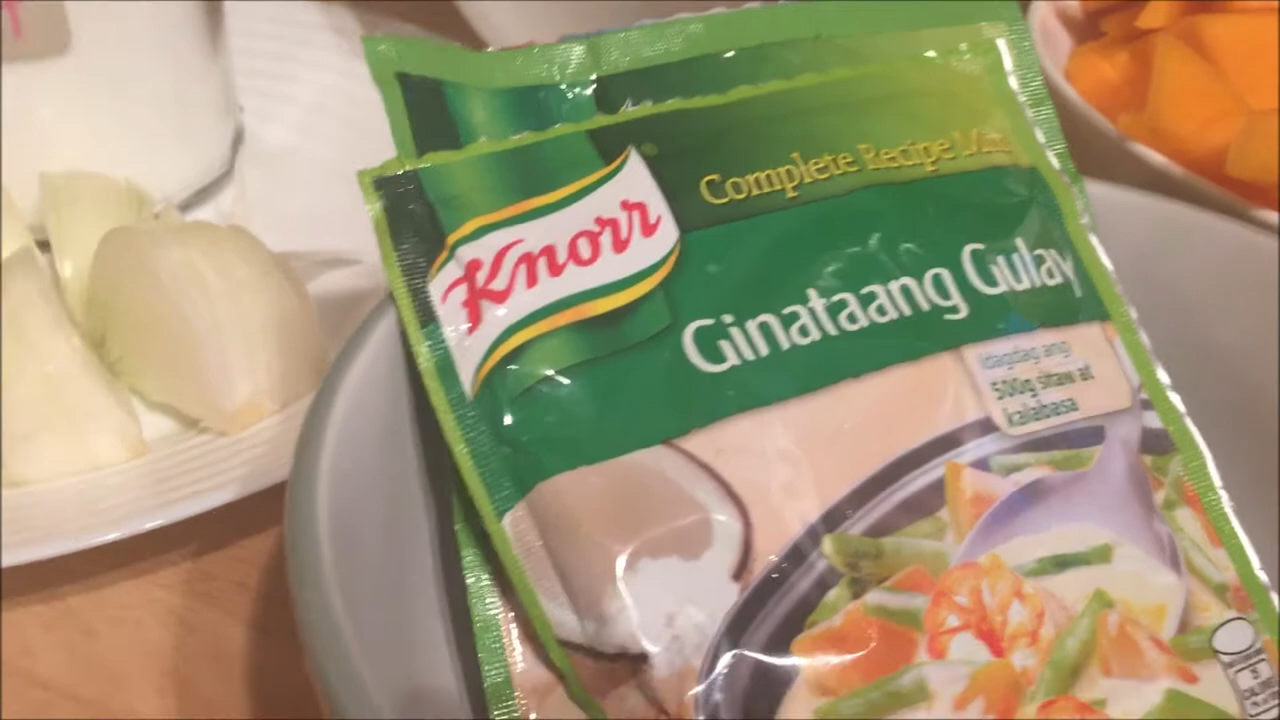 Complete Recipe Mix
Knorr
Ginataang Gulay
Idagdag ang
500g sitaw at
kalabasa